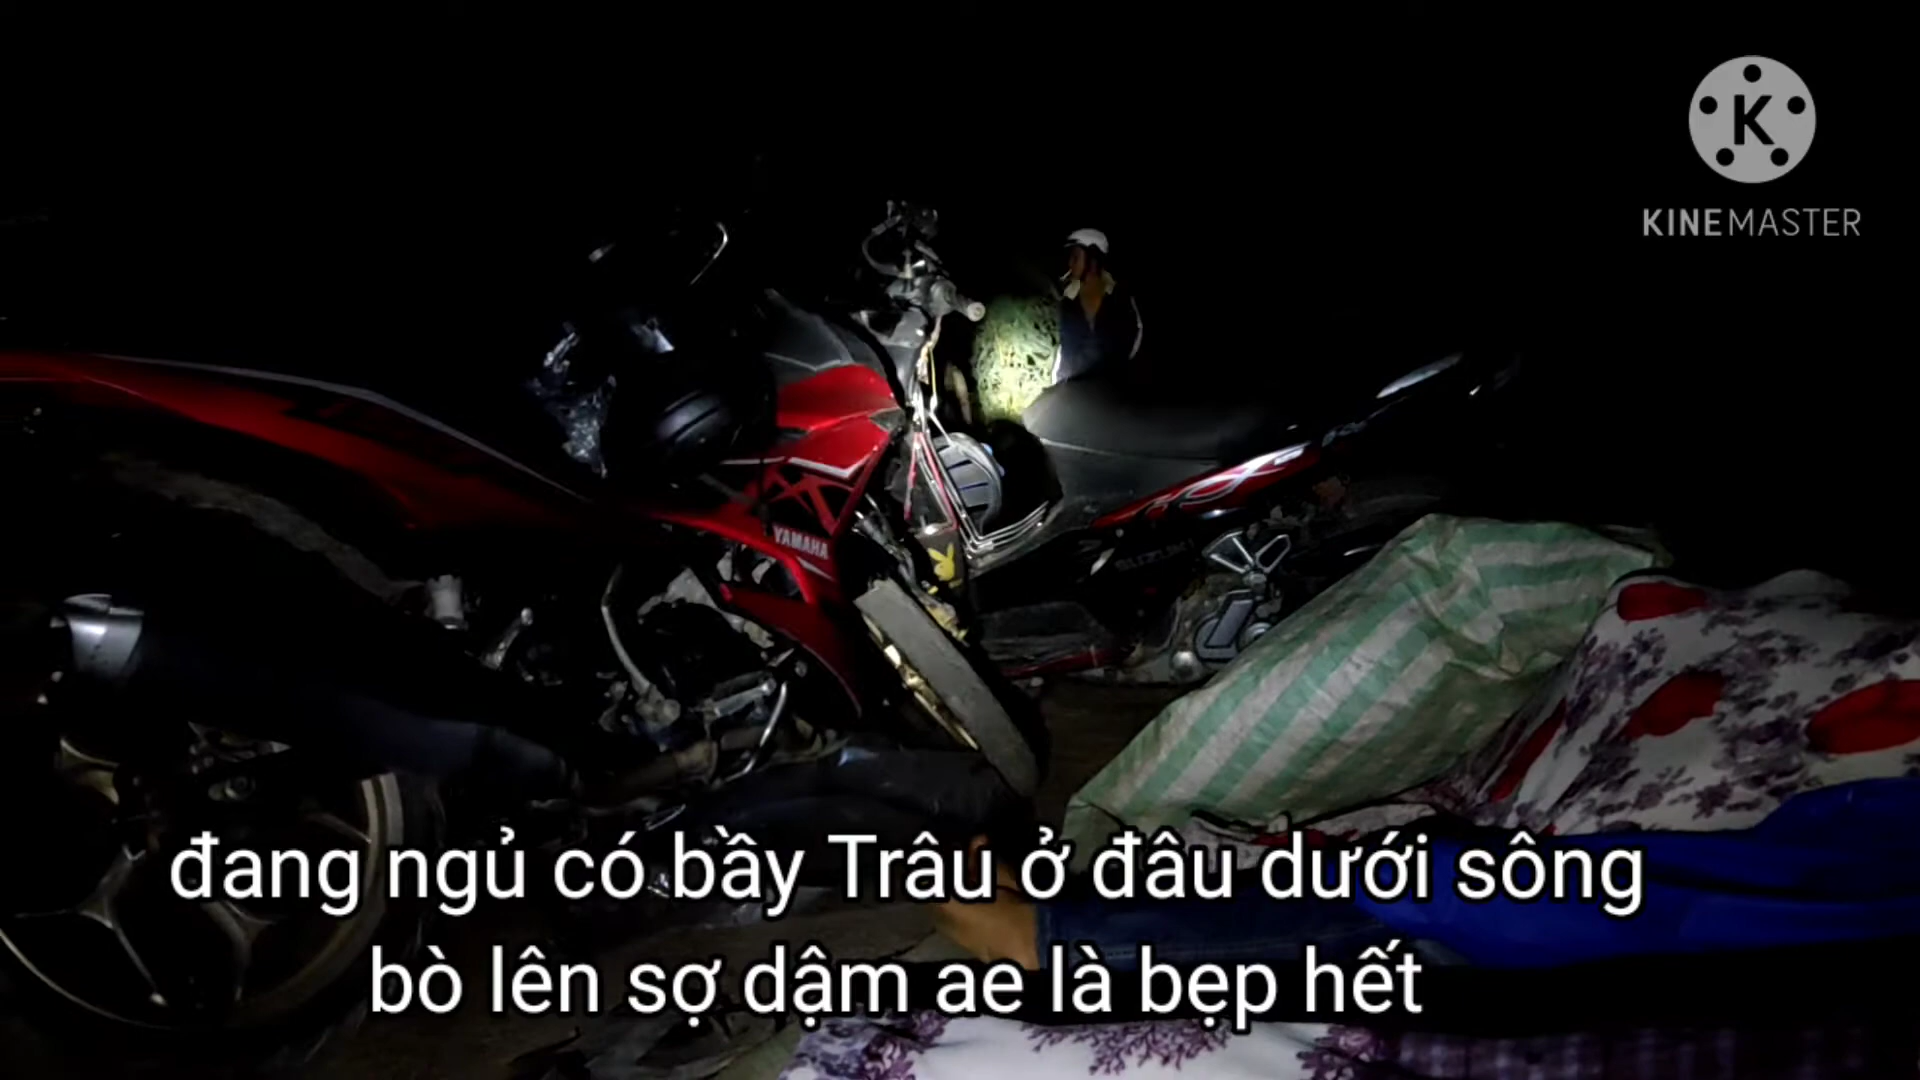 KINEMASTER
YAMAHA
SUZUKI
đang ngủ có bầy Trâu ở đâu dưới sông
bò lên sợ dậm ae là bẹp hết